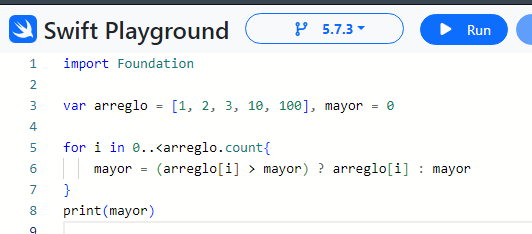 Swift Playground
5.7.3
Run
1 import Foundation
2
3 var arreglo = [1, 2, 3, 10, 100], mayor = 0
4
5 for i in 0..<arreglo.count{
6 mayor = (arreglo[i] > mayor) ? arreglo[i] : mayor
7 }
8 print(mayor)
9